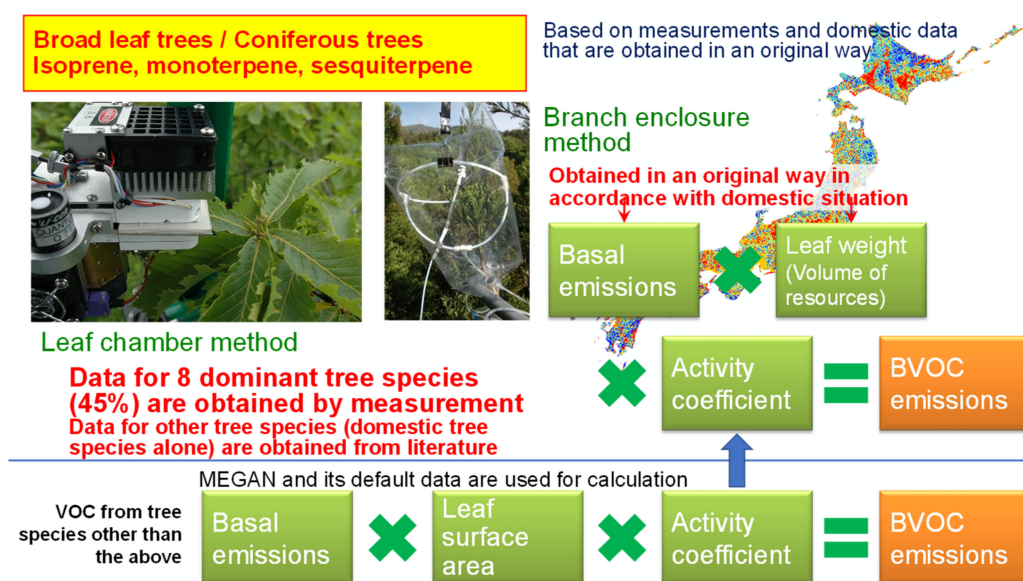 Broad leaf trees / Coniferous trees
Isoprene, monoterpene, sesquiterpene
Based on measurements and domestic data
that are obtained in an original way
Branch enclosure
method
Obtained in an original way in
accordance with domestic situation
Basal
emissions
Leaf weight
(Volume of
resources)
Leaf chamber method
Data for 8 dominant tree species
(45%) are obtained by measurement
Data for other tree species (domestic tree
species alone) are obtained from literature
Activity
coefficient
BVOC
emissions
MEGAN and its default data are used for calculation
VOC from tree
species other than
the above
Basal
emissions
Leaf
surface
area
Activity
coefficient
BVOC
emissions